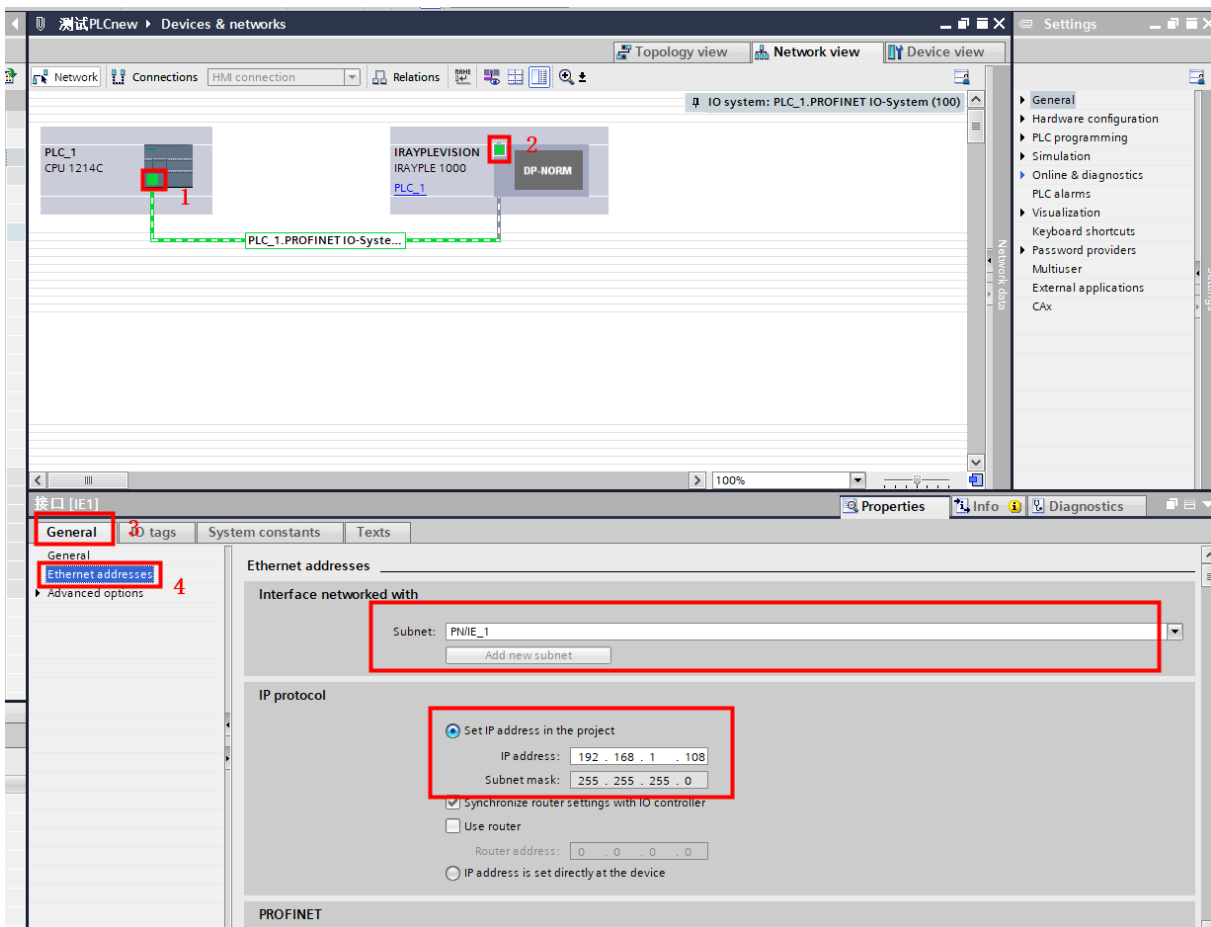 测试PLCnew ▸ Devices & networks
Settings
Topology view
Network view
Device view
Network
Connections
HMI connection
Relations
IO system: PLC_1.PROFINET IO-System (100)
General
Hardware configuration
PLC programming
Simulation
Online & diagnostics
PLC alarms
Visualization
Keyboard shortcuts
Password providers
Multiuser
External applications
CAx
PLC_1
CPU 1214C
1
IRAYPLEVISION
IRAYPLE 1000
PLC_1
2
DP-NORM
PLC_1.PROFINET IO-Syste...
Network data
100%
接口 [IE1]
Properties
Info
Diagnostics
General
3
IO tags
System constants
Texts
General
Ethernet addresses
4
Advanced options
Ethernet addresses
Interface networked with
Subnet: PN/IE_1
Add new subnet
IP protocol
Set IP address in the project
IP address: 192 . 168 . 1 . 108
Subnet mask: 255 . 255 . 255 . 0
Synchronize router settings with IO controller
Use router
Router address: 0 . 0 . 0 . 0
IP address is set directly at the device
PROFINET